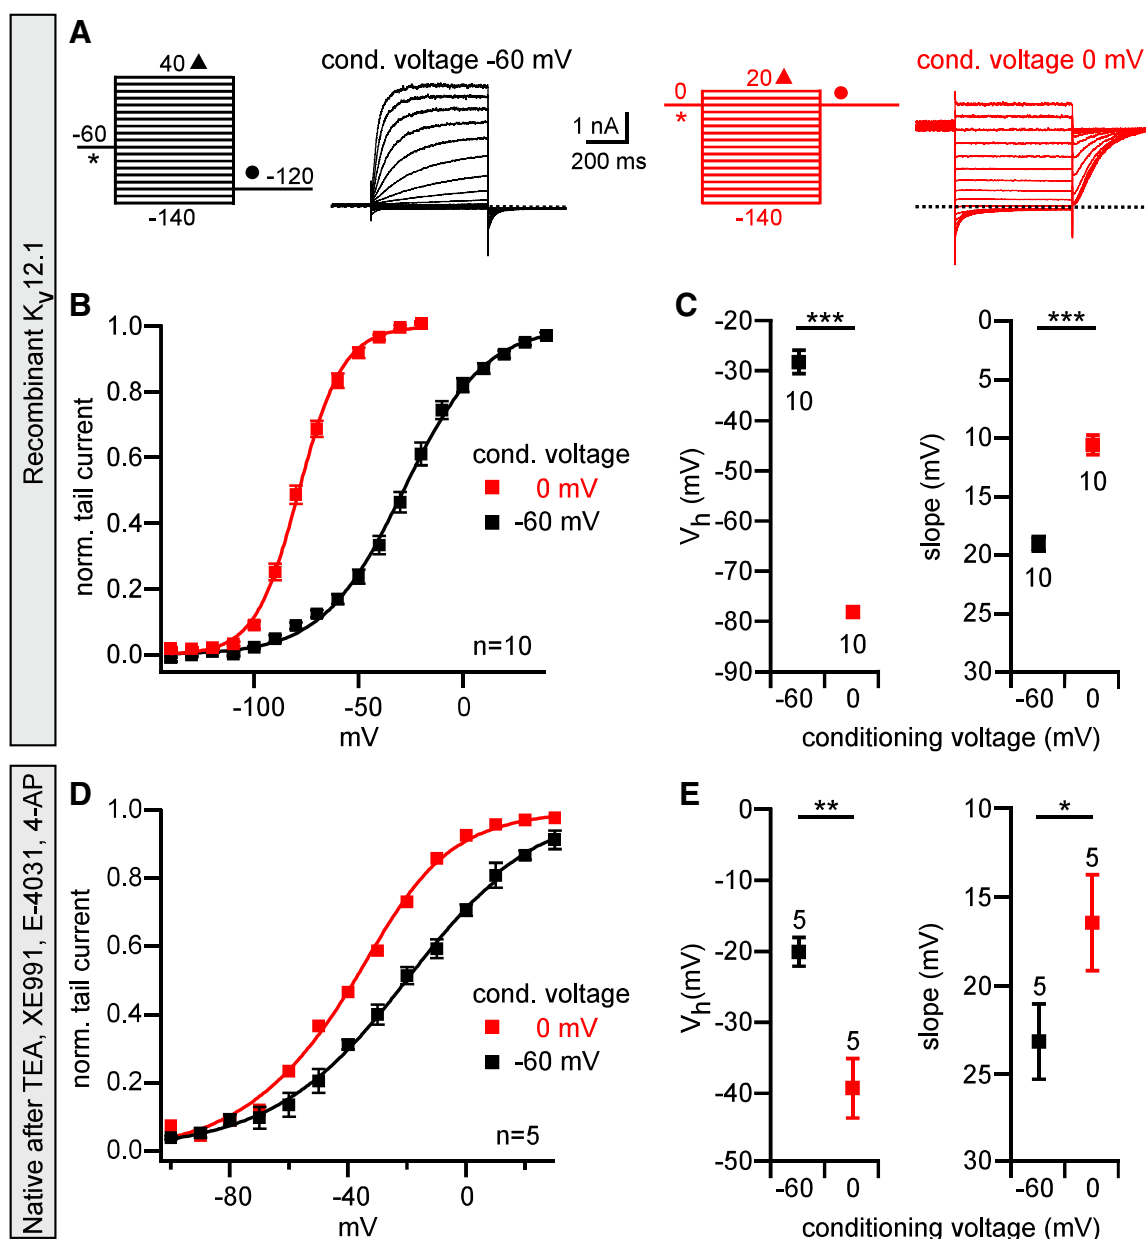 Recombinant Kv12.1
A
40 ▲
-60
*
● -120
-140
cond. voltage -60 mV
1 nA
200 ms
0
*
20 ▲
●
-140
cond. voltage 0 mV
B
norm. tail current
1.0
0.8
0.6
0.4
0.2
0.0
-100
-50
0
mV
cond. voltage
0 mV
-60 mV
n=10
C
Vh (mV)
-20
-30
-40
-50
-60
-70
-80
-90
***
10
10
-60
0
slope (mV)
0
5
10
15
20
25
30
***
10
10
-60
0
conditioning voltage (mV)
Native after TEA, XE991, E-4031, 4-AP
D
norm. tail current
1.0
0.8
0.6
0.4
0.2
0.0
-80
-40
0
mV
cond. voltage
0 mV
-60 mV
n=5
E
Vh(mV)
0
-10
-20
-30
-40
-50
**
5
5
-60
0
slope (mV)
10
15
20
25
30
*
5
5
-60
0
conditioning voltage (mV)